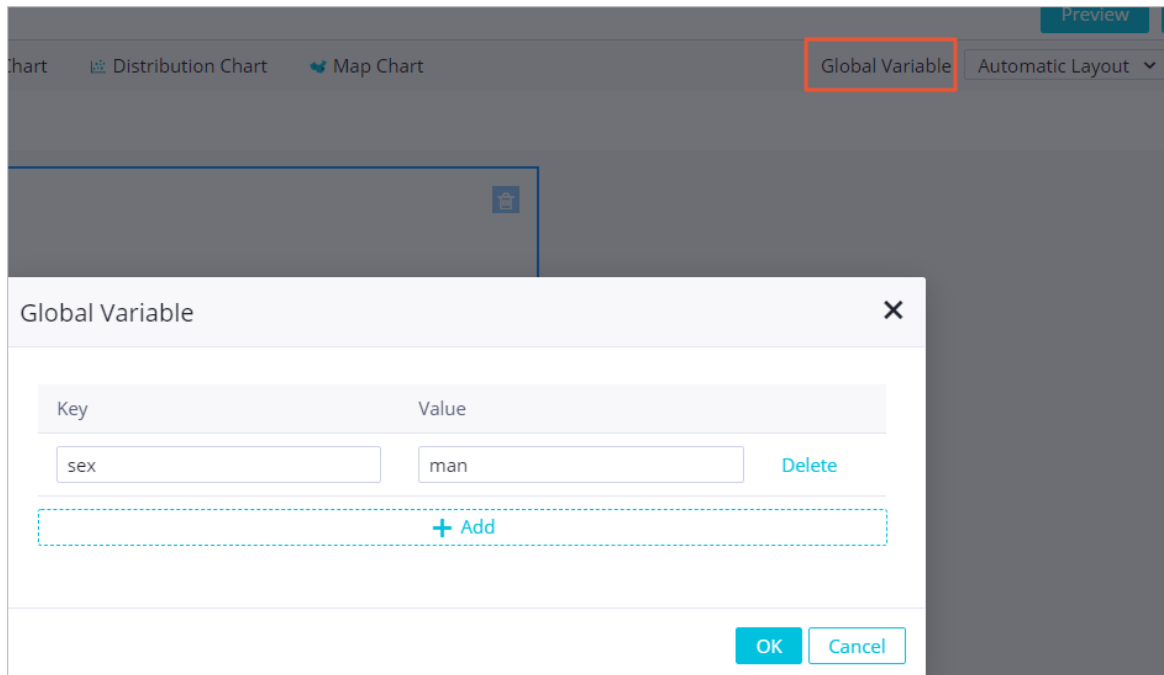 Preview
Chart Distribution Chart Map Chart Global Variable Automatic Layout
Global Variable
Key Value
sex man Delete
+ Add
OK Cancel